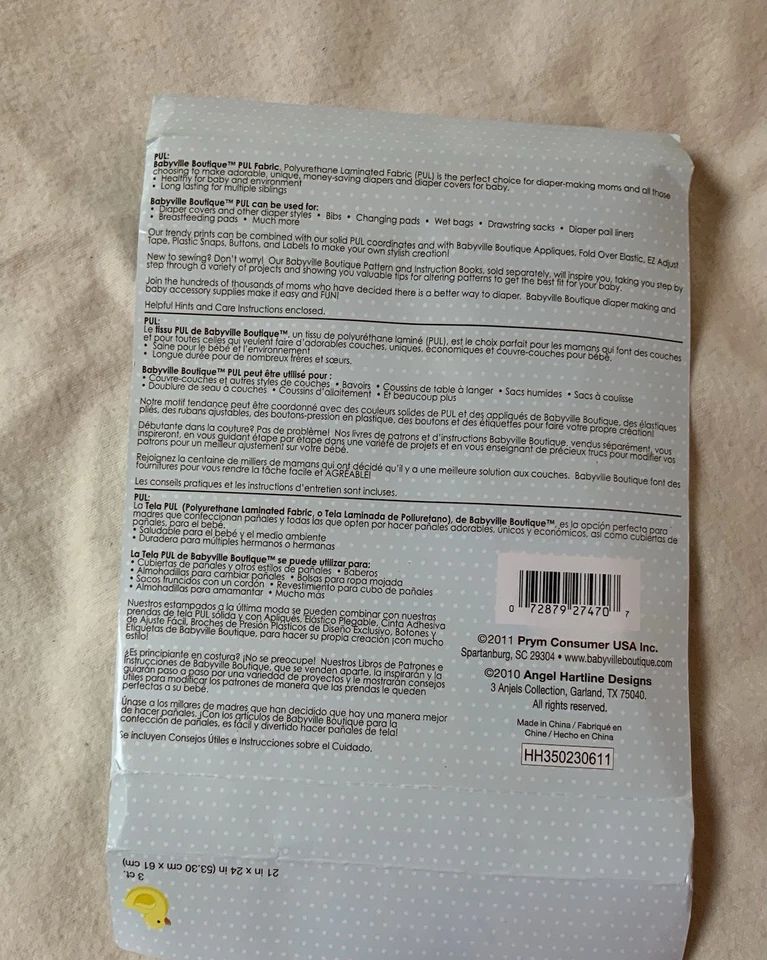 PUL:
Babyville Boutique™ PUL Fabric, Polyurethane Laminated Fabric (PUL) is the perfect choice for diaper-making moms and all those
choosing to make adorable, unique, money-saving diapers and diaper covers for baby.
• Healthy for baby and environment
• Long lasting for multiple siblings
Babyville Boutique™ PUL can be used for:
• Diaper covers and other diaper styles • Bibs • Changing pads • Wet bags • Drawstring sacks • Diaper pail liners
• Breastfeeding pads • Much more
Our trendy prints can be combined with our solid PUL coordinates and with Babyville Boutique Appliques, Fold Over Elastic, EZ Adjust
Tape, Plastic Snaps, Buttons, and Labels to make your own stylish creation!
New to sewing? Don't worry! Our Babyville Boutique Pattern and Instruction Books, sold separately, will inspire you, taking you step by
step through a variety of projects and showing you valuable tips for altering patterns to get the best fit for your baby.
Join the hundreds of thousands of moms who have decided there is a better way to diaper. Babyville Boutique diaper making and
baby accessory supplies make it easy and FUN!
Helpful Hints and Care Instructions enclosed.
PUL:
Le tissu PUL de Babyville Boutique™, un tissu de polyuréthane laminé (PUL), est le choix parfait pour les mamans qui font des couches
et pour toutes celles qui veulent faire d'adorables couches, uniques, économiques et couvre-couches pour bébé.
• Saine pour le bébé et l'environnement
• Longue durée pour de nombreux frères et sœurs.
Babyville Boutique™ PUL peut être utilisé pour :
• Couvre-couches et autres styles de couches • Bavoirs • Coussins de table à langer • Sacs humides • Sacs à coulisse
• Doublure de seau à couches • Coussins d'allaitement • Et beaucoup plus
Notre motif tendance peut être coordonné avec des couleurs solides de PUL et des appliqués de Babyville Boutique, des élastiques
pliés, des rubans ajustables, des boutons-pression en plastique, des boutons et des étiquettes pour faire votre propre création!
Débutante dans la couture? Pas de problème! Nos livres de patrons et d'instructions Babyville Boutique, vendus séparément, vous
inspireront, en vous guidant étape par étape dans une variété de projets et en vous enseignant de précieux trucs pour modifier vos
patrons pour un meilleur ajustement sur votre bébé.
Rejoignez la centaine de milliers de mamans qui ont décidé qu'il y a une meilleure solution aux couches. Babyville Boutique font des
fournitures pour vous rendre la tâche facile et AGRÉABLE!
Les conseils pratiques et les instructions d'entretien sont incluses.
PUL:
La Tela PUL (Polyurethane Laminated Fabric, o Tela Laminada de Poliuretano), de Babyville Boutique™, es la opción perfecta para
madres que confeccionan pañales y todas las que opten por hacer pañales adorables, únicos y económicos, así como cubiertas de
pañales, para el bebé.
• Saludable para el bebé y el medio ambiente
• Duradera para múltiples hermanos o hermanas
La Tela PUL de Babyville Boutique™ se puede utilizar para:
• Cubiertas de pañales y otros estilos de pañales • Baberos
• Almohadillas para cambiar pañales • Bolsas para ropa mojada
• Sacos fruncidos con un cordón • Revestimiento para cubo de pañales
• Almohadillas para amamantar • Mucho más
Nuestros estampados a la última moda se pueden combinar con nuestras
prendas de tela PUL sólida y con Apliqués, Elástico Plegable, Cinta Adhesiva
de Ajuste Fácil, Broches de Presión Plásticos de Diseño Exclusivo, Botones y
Etiquetas de Babyville Boutique, para hacer su propia creación ¡con mucho
estilo!
¿Es principiante en costura? ¡No se preocupe! Nuestros Libros de Patrones e
Instrucciones de Babyville Boutique, que se venden aparte, la inspirarán y la
guiarán paso a paso por una variedad de proyectos y le mostrarán consejos
útiles para modificar los patrones de manera que las prendas le queden
perfectas a su bebé.
Únase a los millares de madres que han decidido que hay una manera mejor
de hacer pañales. ¡Con los artículos de Babyville Boutique para la
confección de pañales, es fácil y divertido hacer pañales de tela!
Se incluyen Consejos Útiles e Instrucciones sobre el Cuidado.
0 72879 27470 7
©2011 Prym Consumer USA Inc.
Spartanburg, SC 29304 • www.babyvilleboutique.com
©2010 Angel Hartline Designs
3 Anjels Collection, Garland, TX 75040.
All rights reserved.
Made in China / Fabriqué en
Chine / Hecho en China
HH350230611
3 ct.
21 in x 24 in (53.30 cm x 61 cm)